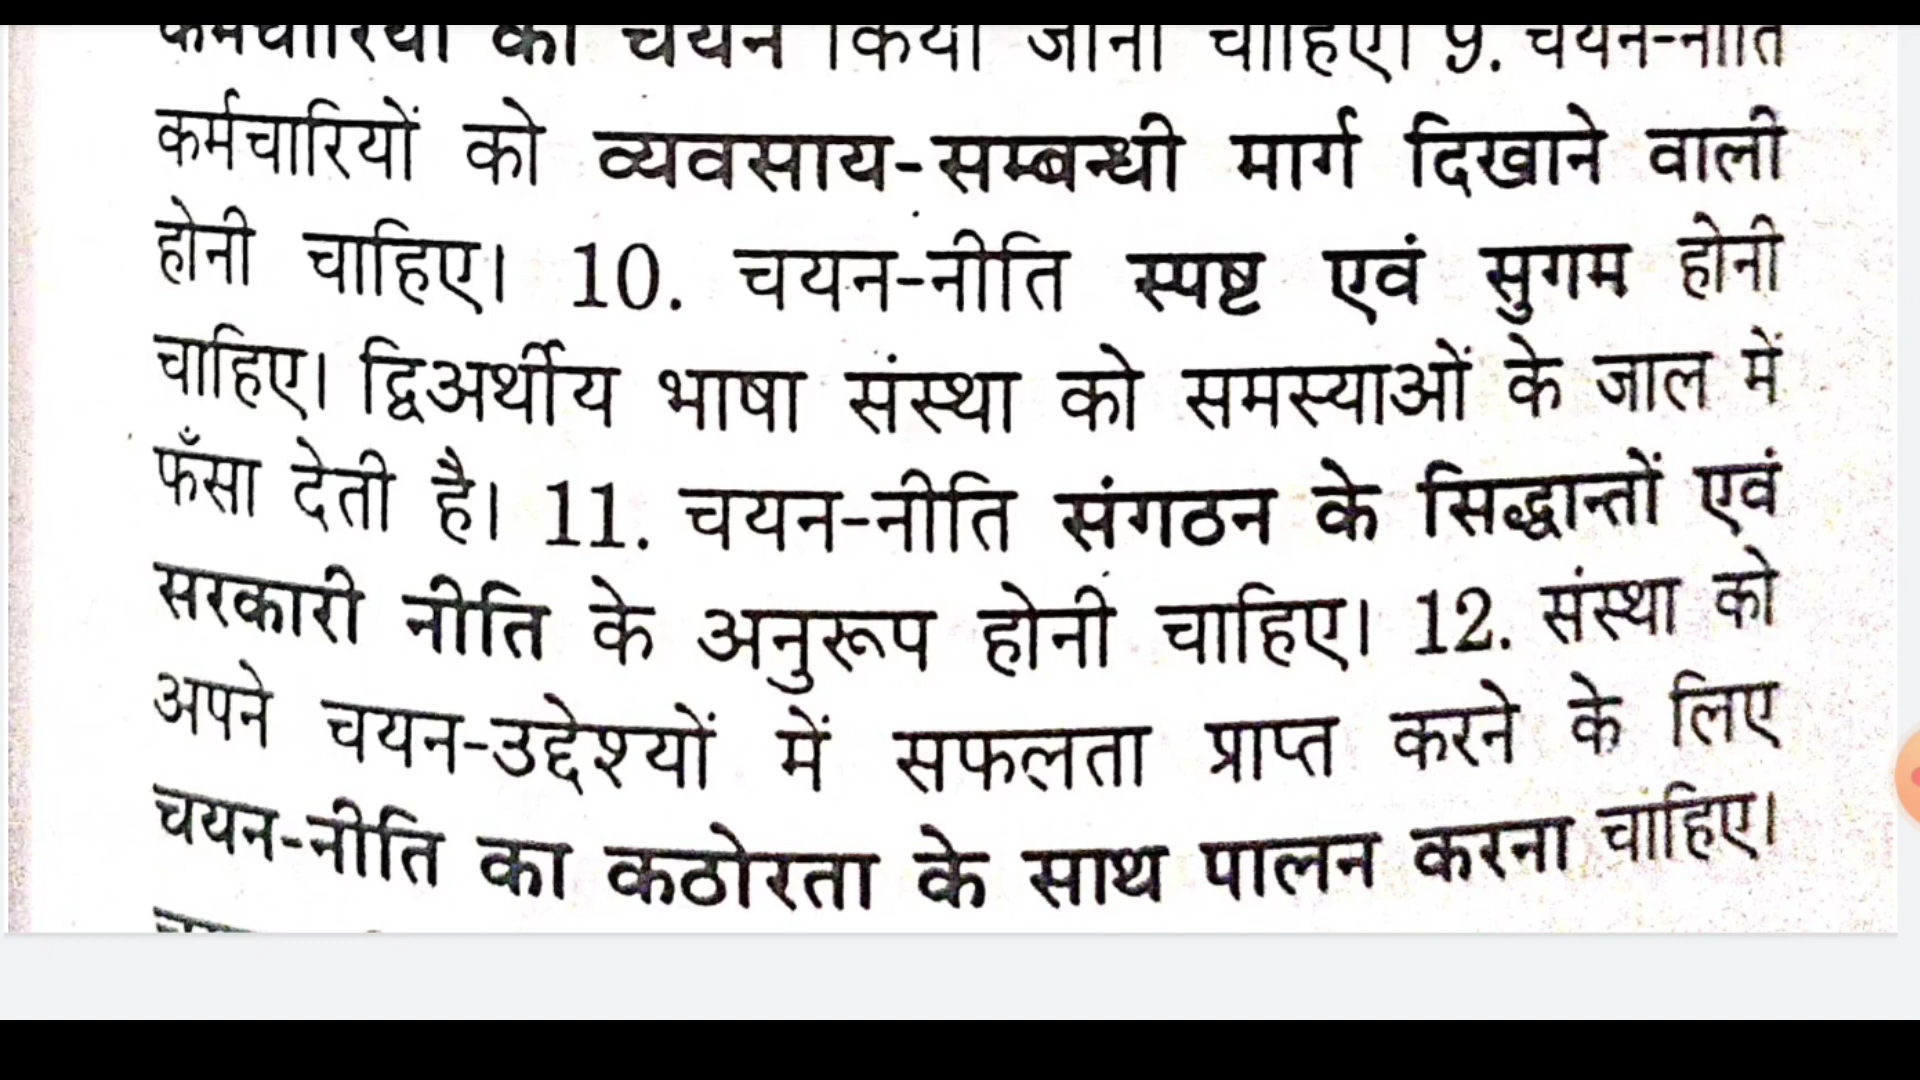 कर्मचारियों का चयन किया जाना चाहिए। 9. चयन-नीति
कर्मचारियों को व्यवसाय-सम्बन्धी मार्ग दिखाने वाली
होनी चाहिए। 10. चयन-नीति स्पष्ट एवं सुगम होनी
चाहिए। द्विअर्थीय भाषा संस्था को समस्याओं के जाल में
फँसा देती है। 11. चयन-नीति संगठन के सिद्धान्तों एवं
सरकारी नीति के अनुरूप होनी चाहिए। 12. संस्था को
अपने चयन-उद्देश्यों में सफलता प्राप्त करने के लिए
चयन-नीति का कठोरता के साथ पालन करना चाहिए।